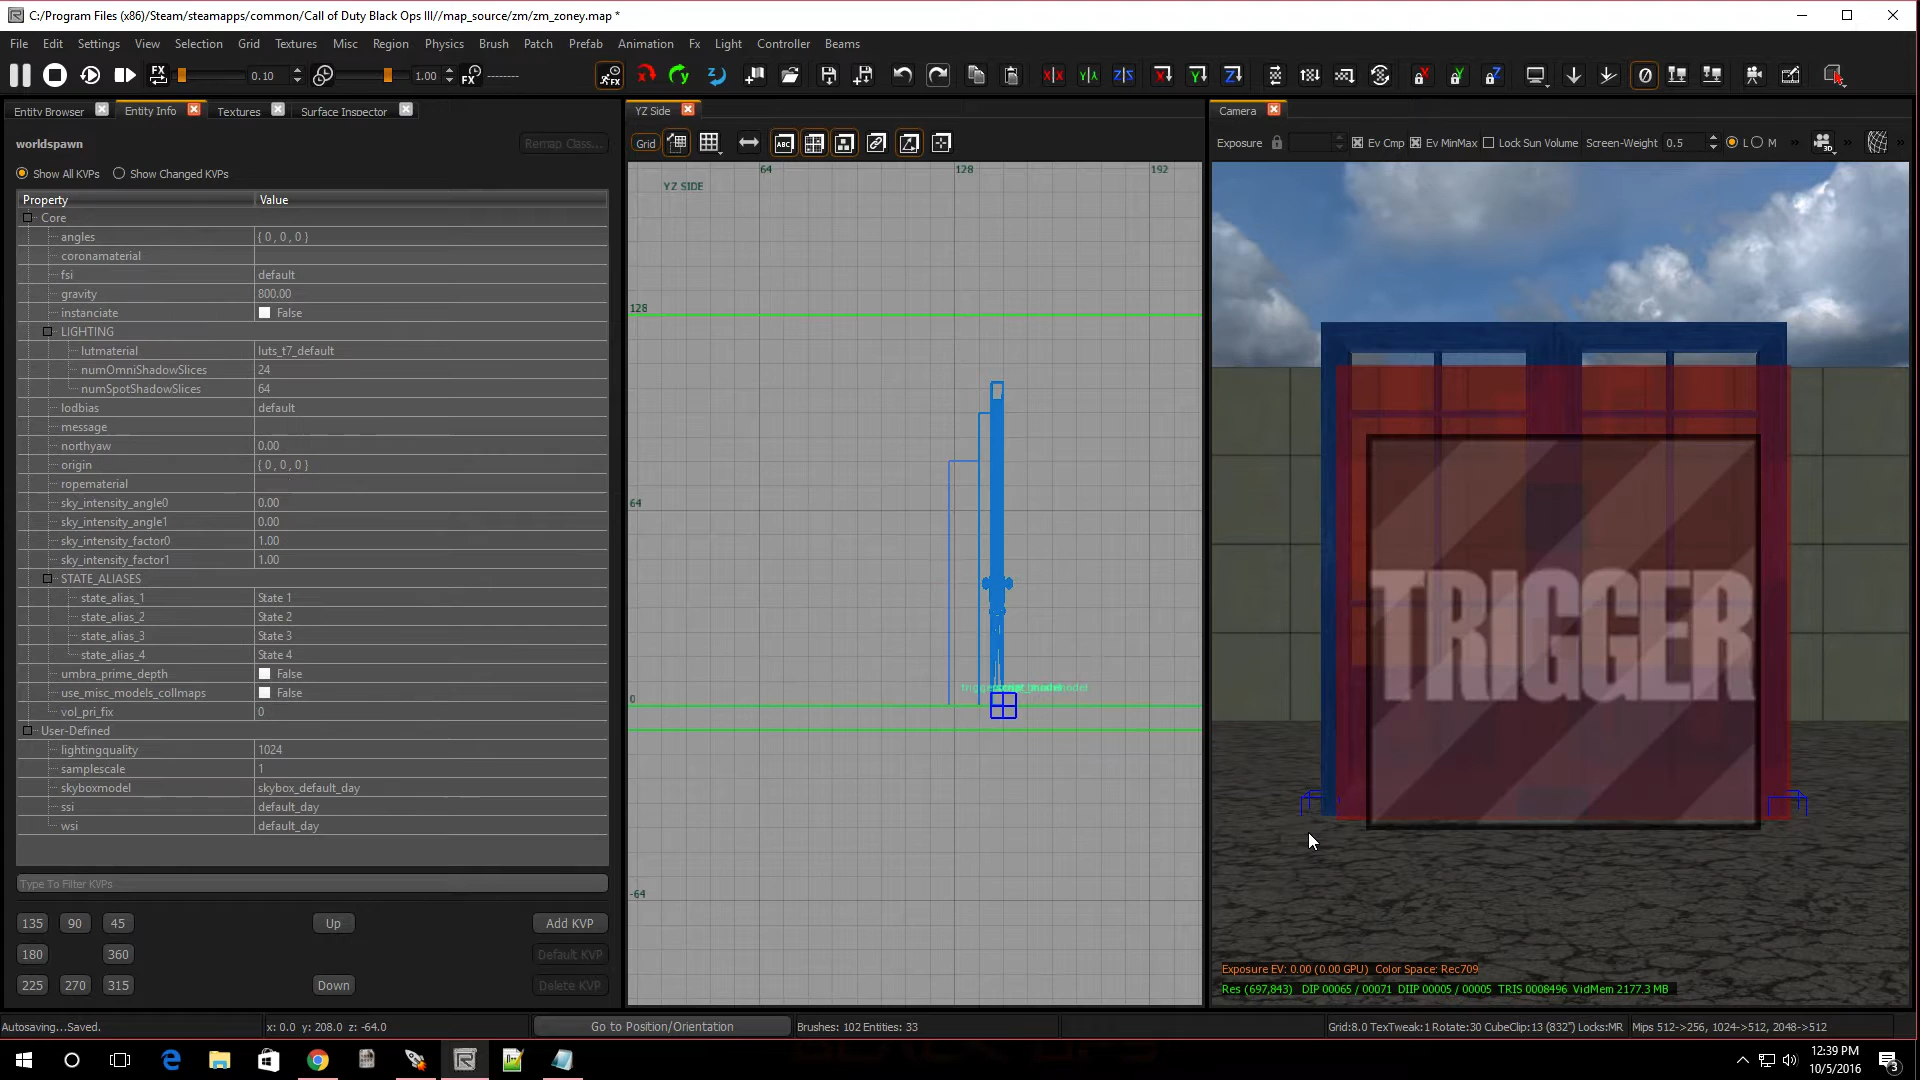 C:/Program Files (x86)/Steam/steamapps/common/Call of Duty Black Ops III//map_source/zm/zm_zoney.map *
File Edit Settings View Selection Grid Textures Misc Region Physics Brush Patch Prefab Animation Fx Light Controller Beams
FX 0.10 1.00 FX --------
Entity Browser Entity Info Textures Surface Inspector YZ Side Camera
worldspawn Remap Class...
Grid ABC
Exposure Ev Cmp Ev MinMax Lock Sun Volume Screen-Weight 0.5 L M
Show All KVPs Show Changed KVPs
Property Value
Core
angles { 0 , 0 , 0 }
coronamaterial
fsi default
gravity 800.00
instanciate False
LIGHTING
lutmaterial luts_t7_default
numOmniShadowSlices 24
numSpotShadowSlices 64
lodbias default
message
northyaw 0.00
origin { 0 , 0 , 0 }
ropematerial
sky_intensity_angle0 0.00
sky_intensity_angle1 0.00
sky_intensity_factor0 1.00
sky_intensity_factor1 1.00
STATE_ALIASES
state_alias_1 State 1
state_alias_2 State 2
state_alias_3 State 3
state_alias_4 State 4
umbra_prime_depth False
use_misc_models_collmaps False
vol_pri_fix 0
User-Defined
lightingquality 1024
samplescale 1
skyboxmodel skybox_default_day
ssi default_day
wsi default_day
Type To Filter KVPs
135 90 45 Up Add KVP
180 360 Default KVP
225 270 315 Down Delete KVP
64 128 192
YZ SIDE
128
64
0
-64
TRIGGER
Exposure EV: 0.00 (0.00 GPU) Color Space: Rec709
Res (697,843) DIP 00065 / 00071 DIIP 00005 / 00005 TRIS 0008496 VidMem 2177.3 MB
Autosaving...Saved. x: 0.0 y: 208.0 z: -64.0 Go to Position/Orientation Brushes: 102 Entities: 33 Grid:8.0 TexTweak:1 Rotate:30 CubeClip:13 (832") Locks:MR Mips 512->256, 1024->512, 2048->512
12:39 PM
10/5/2016
3